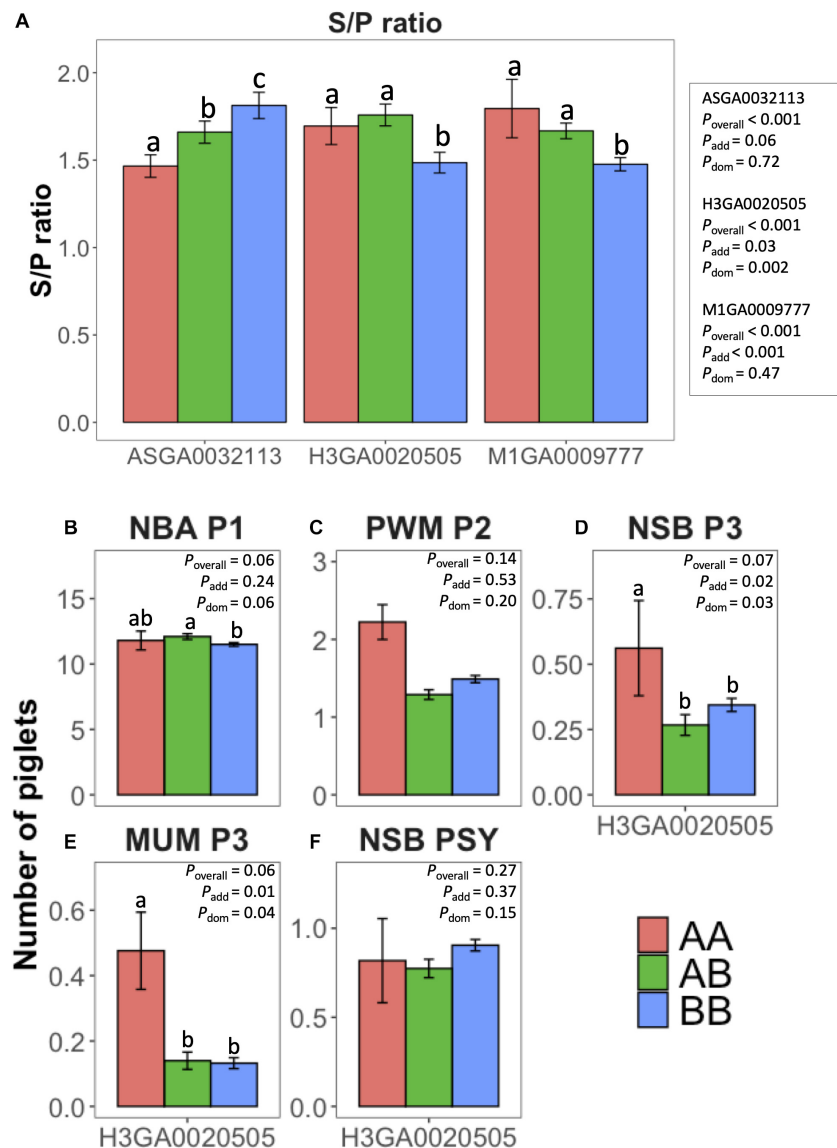 A
S/P ratio
S/P ratio
2.0
1.5
1.0
0.5
0.0
a
b
c
a
a
b
a
a
b
ASGA0032113 H3GA0020505 M1GA0009777
ASGA0032113
Poverall < 0.001
Padd = 0.06
Pdom = 0.72
H3GA0020505
Poverall < 0.001
Padd = 0.03
Pdom = 0.002
M1GA0009777
Poverall < 0.001
Padd < 0.001
Pdom = 0.47
Number of piglets
B NBA P1
Poverall = 0.06
Padd = 0.24
Pdom = 0.06
15
10
5
0
ab
a
b
C PWM P2
Poverall = 0.14
Padd = 0.53
Pdom = 0.20
3
2
1
0
D NSB P3
Poverall = 0.07
Padd = 0.02
Pdom = 0.03
0.75
0.50
0.25
0.00
a
b
b
H3GA0020505
E MUM P3
Poverall = 0.06
Padd = 0.01
Pdom = 0.04
0.6
0.4
0.2
0.0
a
b
b
H3GA0020505
F NSB PSY
Poverall = 0.27
Padd = 0.37
Pdom = 0.15
1.0
0.5
0.0
H3GA0020505
AA
AB
BB